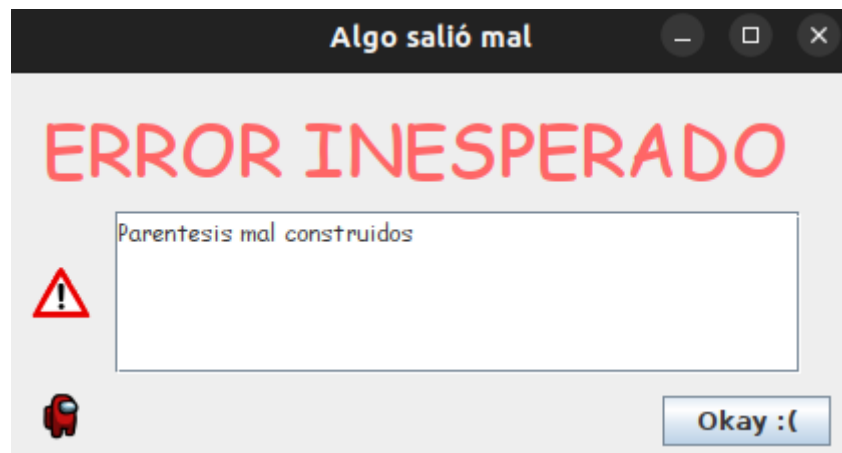 Algo salió mal
ERROR INESPERADO
Parentesis mal construidos
Okay :(